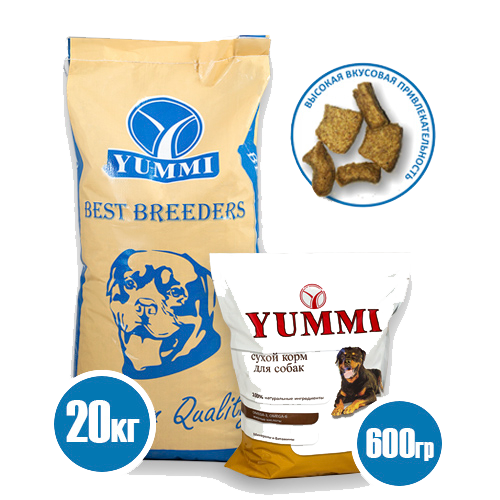 YUMMI
BEST BREEDERS
Quality
20кг
ВЫСОКАЯ ВКУСОВАЯ ПРИВЛЕКАТЕЛЬНОСТЬ
YUMMI
сухой корм
для собак
100% натуральные ингредиенты
600гр